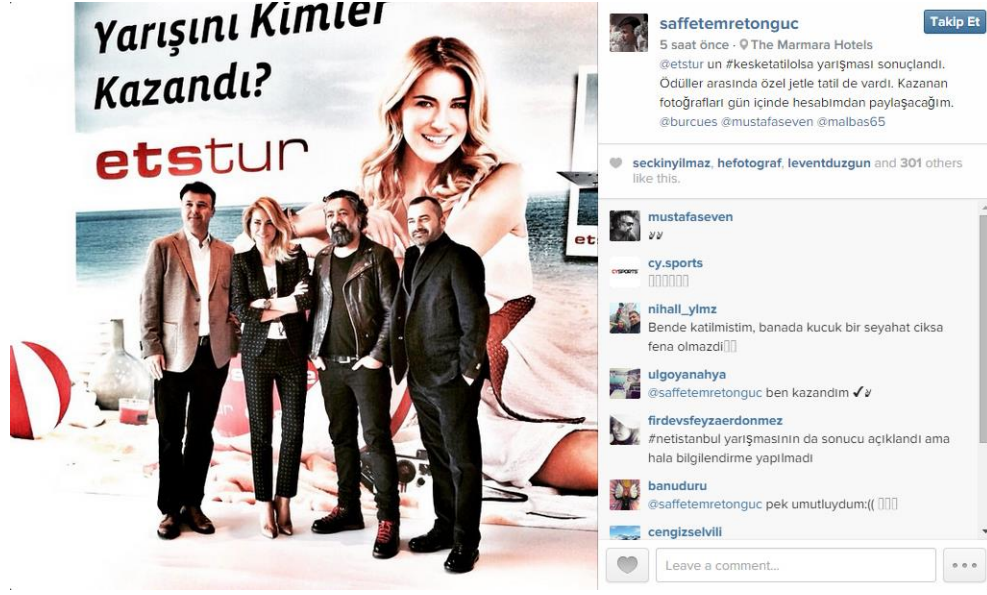 Yarışını Kimler
Kazandı?
etstur
ets
saffetemretonguc
Takip Et
5 saat önce · The Marmara Hotels
@etstur un #kesketatilolsa yarışması sonuçlandı.
Ödüller arasında özel jetle tatil de vardı. Kazanan
fotoğrafları gün içinde hesabımdan paylaşacağım.
@burcues @mustafaseven @malbas65
seckinyilmaz, hefotograf, leventduzgun and 301 others
like this.
mustafaseven
cy.sports
CYSPORTS
nihall_ylmz
Bende katilmistim, banada kucuk bir seyahat ciksa
fena olmazdi
ulgoyanahya
@saffetemretonguc ben kazandım ✓
firdevsfeyzaerdonmez
#netistanbul yarışmasının da sonucu açıklandı ama
hala bilgilendirme yapılmadı
banuduru
@saffetemretonguc pek umutluydum:((
cengizselvili
Leave a comment...